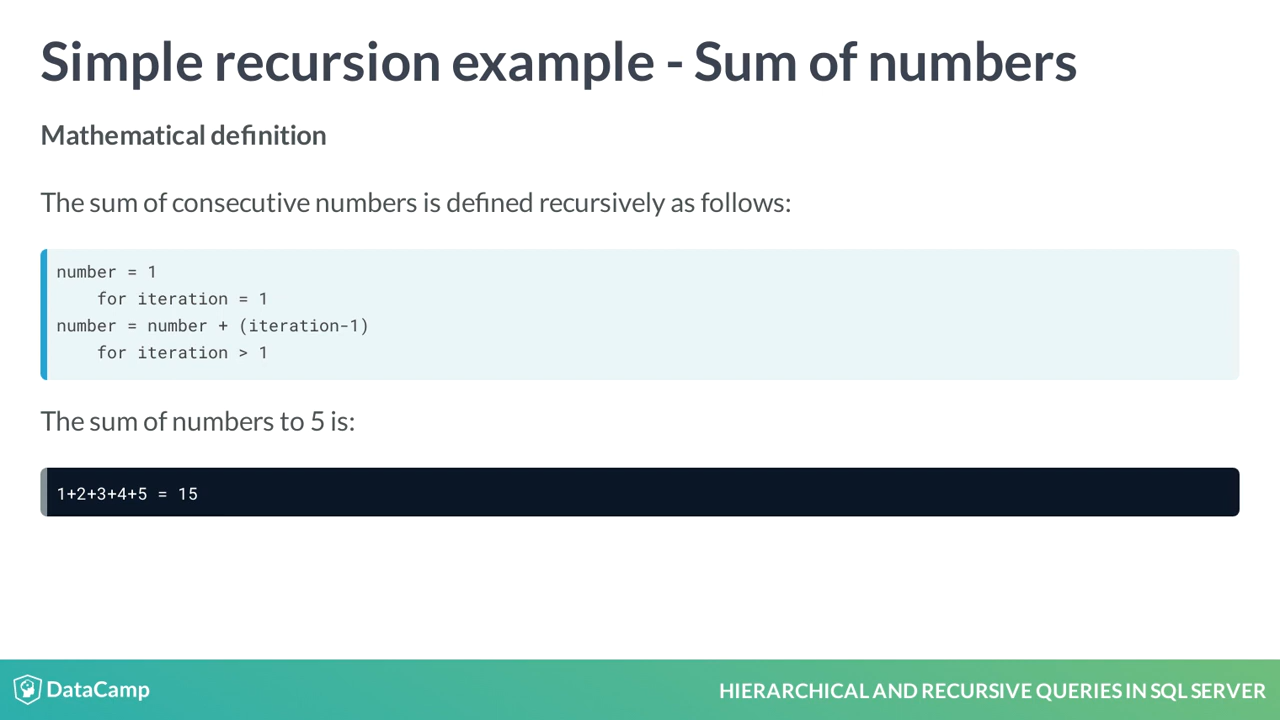 Simple recursion example - Sum of numbers
Mathematical definition
The sum of consecutive numbers is defined recursively as follows:
number = 1
    for iteration = 1
number = number + (iteration-1)
    for iteration > 1
The sum of numbers to 5 is:
1+2+3+4+5 = 15
DataCamp
HIERARCHICAL AND RECURSIVE QUERIES IN SQL SERVER